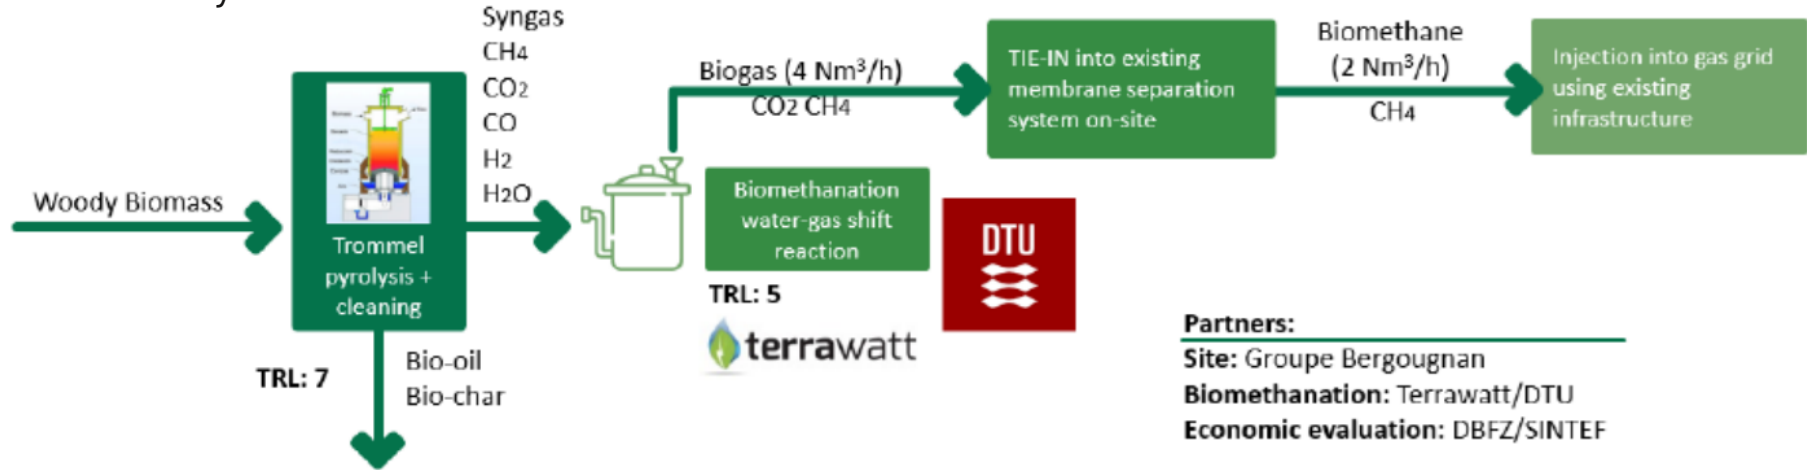 Woody Biomass
Trommel
pyrolysis +
cleaning
TRL: 7
Bio-oil
Bio-char
Syngas
CH4
CO2
CO
H2
H2O
Biogas (4 Nm³/h)
CO2 CH4
Biomethanation
water-gas shift
reaction
TRL: 5
terrawatt
DTU
TIE-IN into existing
membrane separation
system on-site
Biomethane
(2 Nm³/h)
CH4
Injection into gas grid
using existing
infrastructure
Partners:
Site: Groupe Bergougnan
Biomethanation: Terrawatt/DTU
Economic evaluation: DBFZ/SINTEF